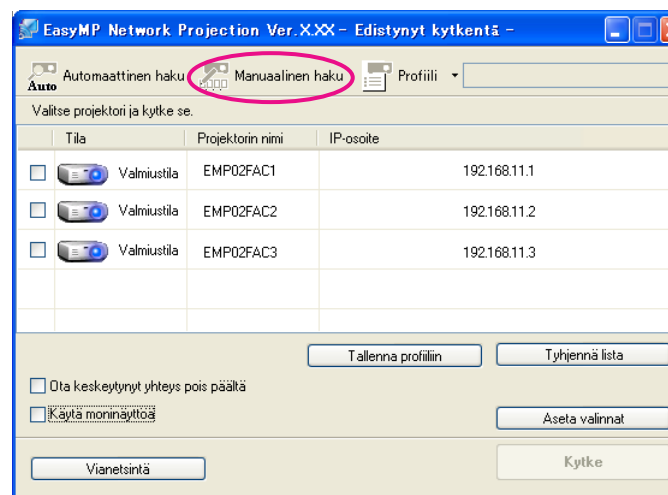 EasyMP Network Projection Ver.X.XX – Edistynyt kytkentä –
Auto Automaattinen haku Manuaalinen haku Profiili
Valitse projektori ja kytke se.
Tila Projektorin nimi IP-osoite
Valmiustila EMP02FAC1 192.168.11.1
Valmiustila EMP02FAC2 192.168.11.2
Valmiustila EMP02FAC3 192.168.11.3
Tallenna profiiliin Tyhjennä lista
Ota keskeytynyt yhteys pois päältä
Käytä moninäyttöä
Aseta valinnat
Vianetsintä Kytke